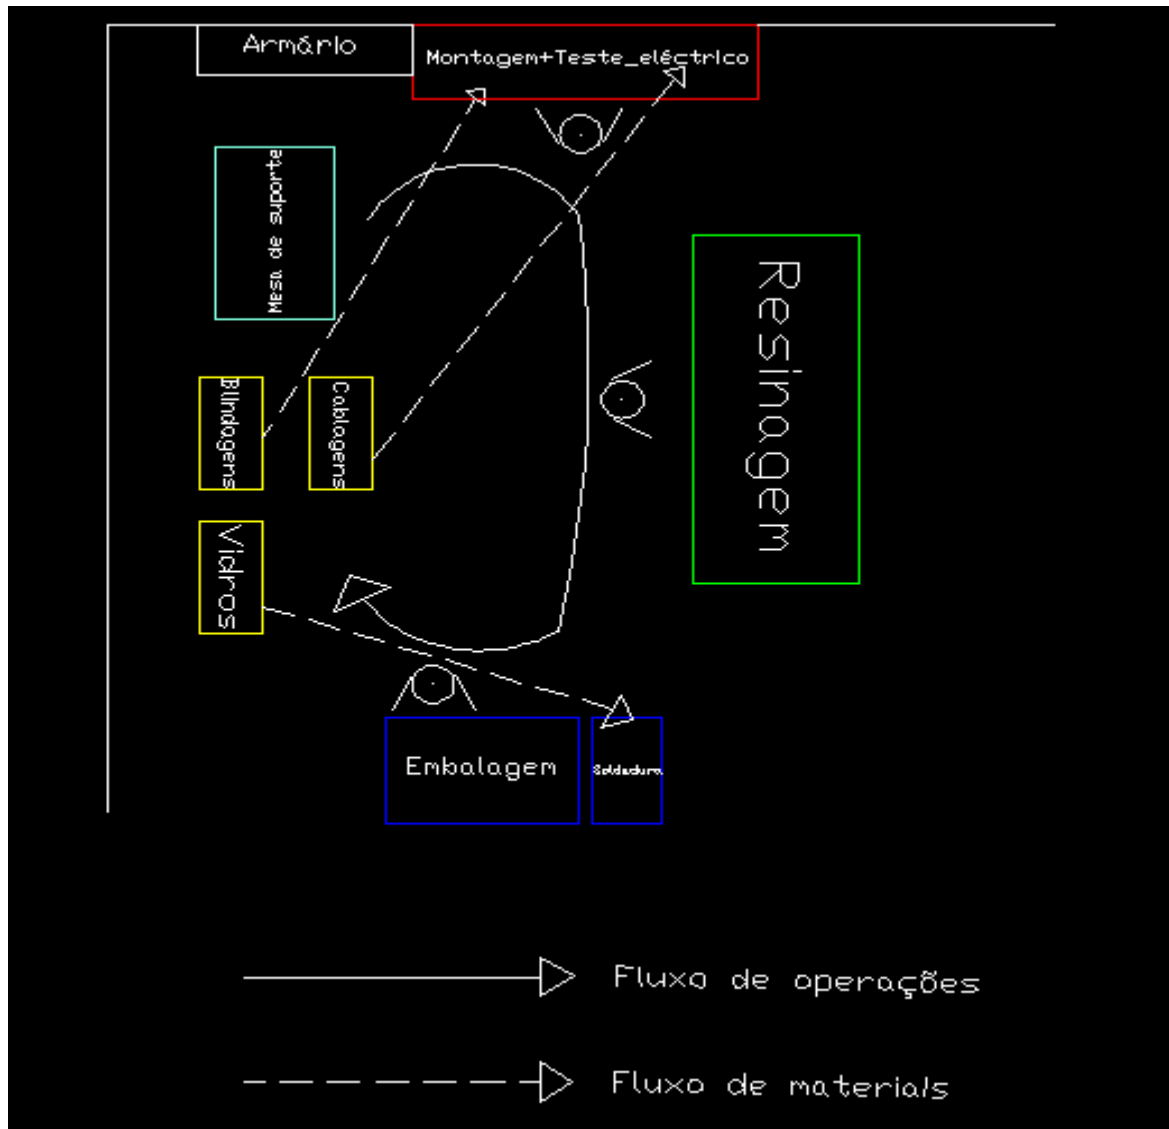 Armário
Montagem+Teste_eléctrico
Mesa de suporte
Resinagem
Blindagens
Cablagens
Vidros
Embalagem
Soldadura
Fluxo de operações
Fluxo de materiais